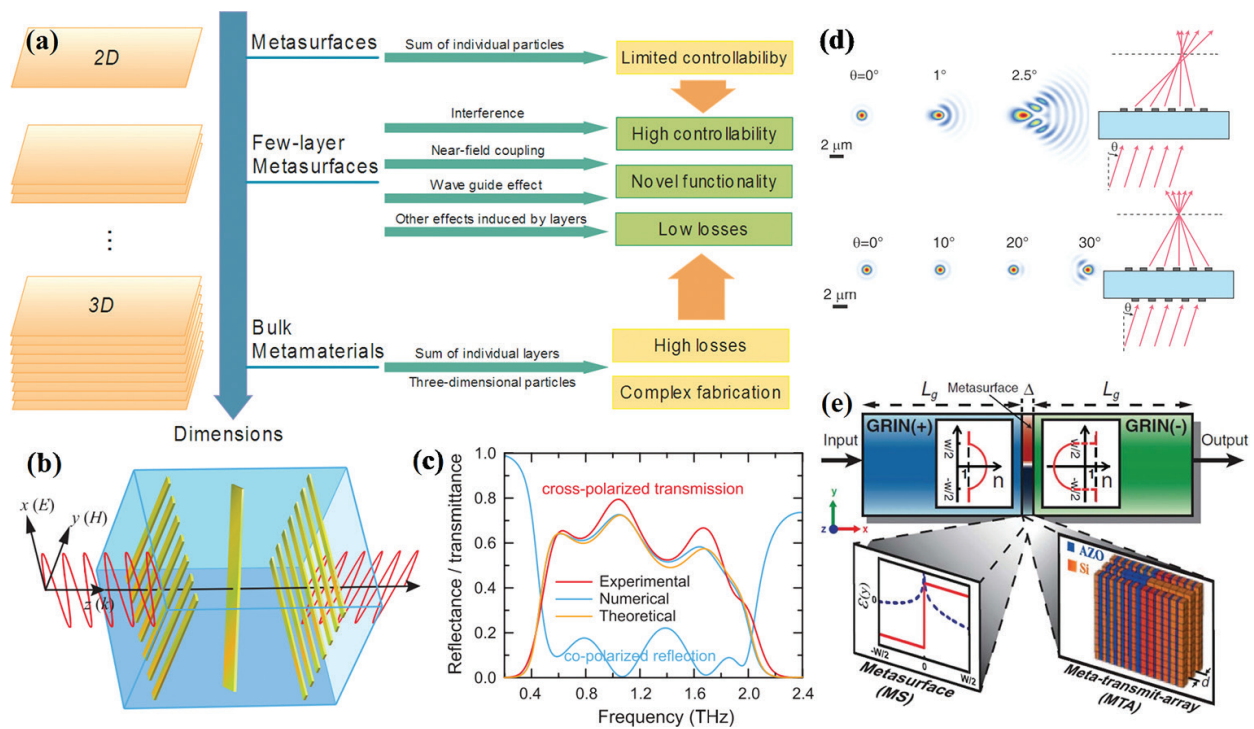 (a)
2D
3D
Metasurfaces
Few-layer
Metasurfaces
Bulk
Metamaterials
Dimensions
Sum of individual particles
Interference
Near-field coupling
Wave guide effect
Other effects induced by layers
Sum of individual layers
Three-dimensional particles
Limited controllability
High controllability
Novel functionality
Low losses
High losses
Complex fabrication
(b)
x (E)
y (H)
z (k)
(c)
Reflectance / transmittance
1.0
0.8
0.6
0.4
0.2
0.0
cross-polarized transmission
Experimental
Numerical
Theoretical
co-polarized reflection
0.4 0.8 1.2 1.6 2.0 2.4
Frequency (THz)
(d)
θ=0° 1° 2.5°
2 μm
θ
θ=0° 10° 20° 30°
2 μm
θ
(e)
Metasurface
Lg Δ Lg
GRIN(+) GRIN(-)
Input Output
W/2
1
n
-W/2
W/2
1
n
-W/2
y
z x
ℰ(y)
0
-W/2 0 W/2
Metasurface
(MS)
AZO
Si
d
Meta-transmit-array
(MTA)